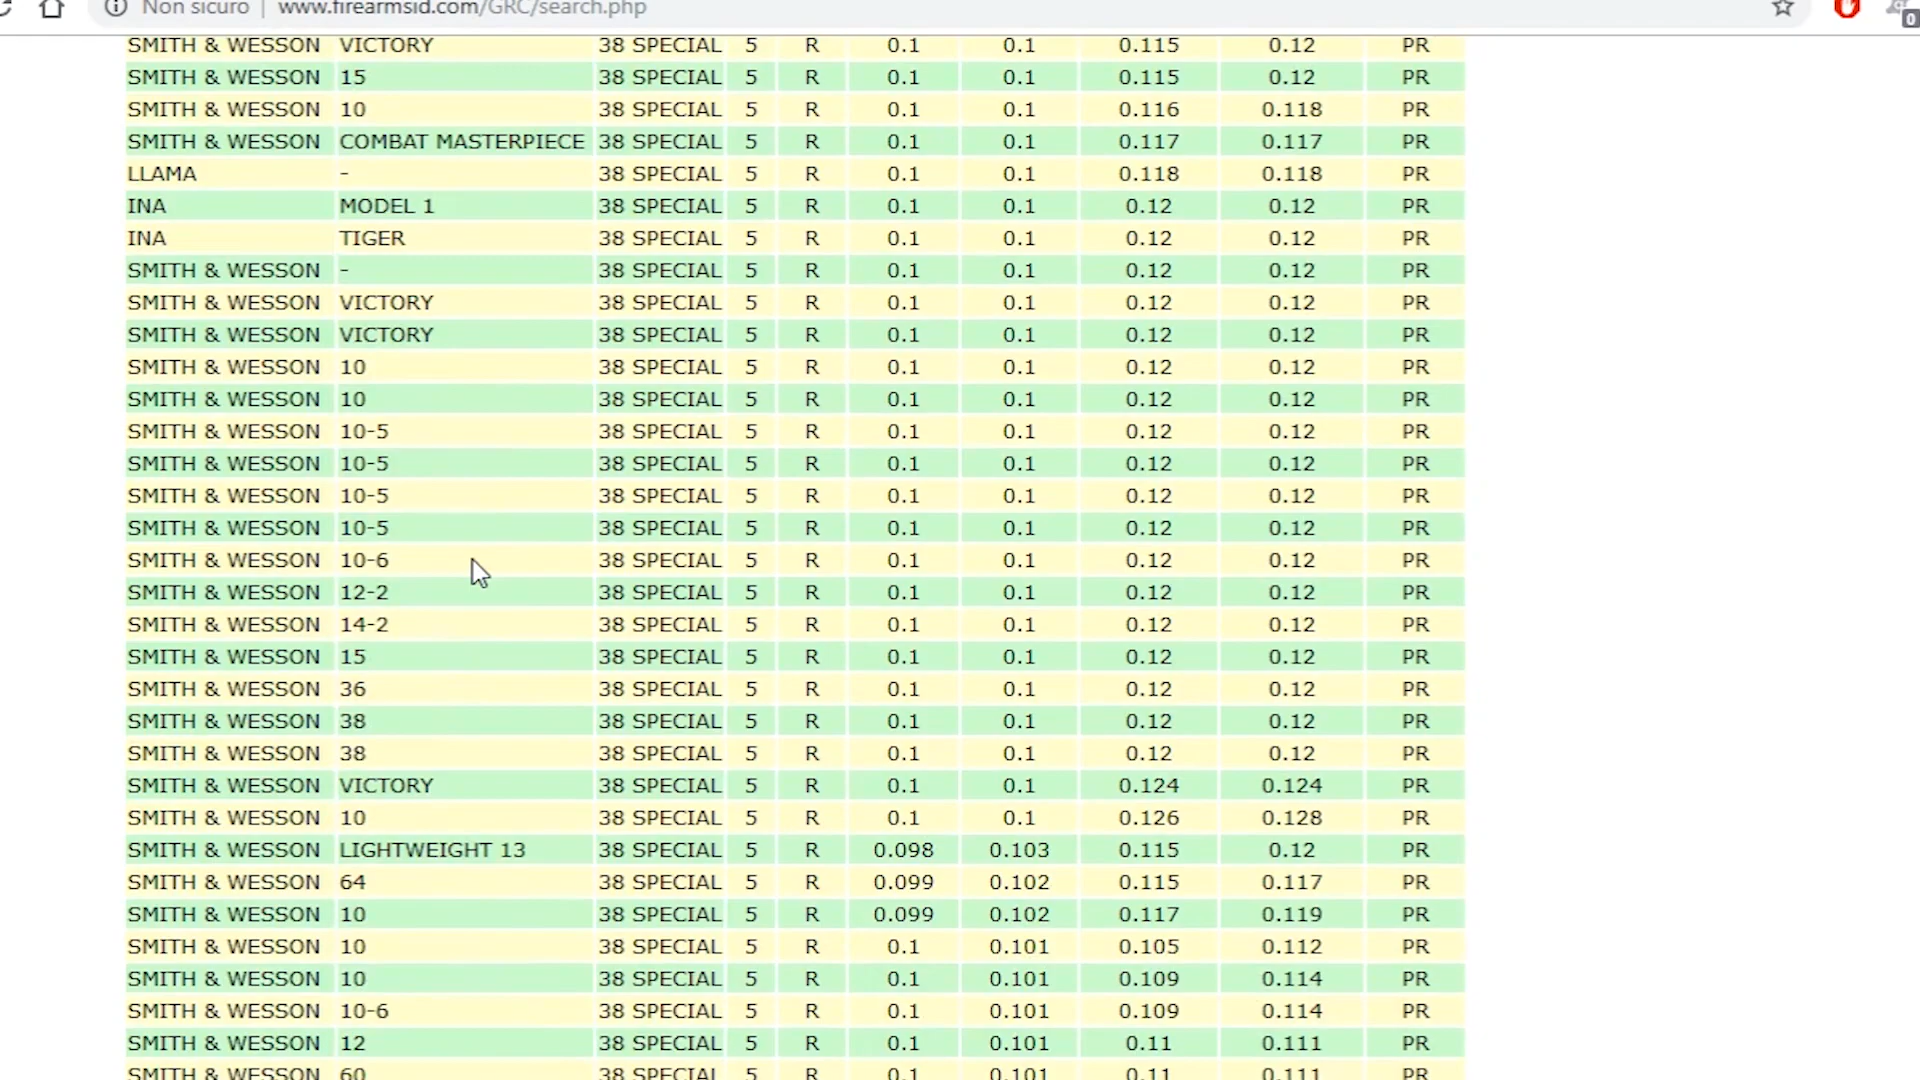 Non sicuro | www.firearmsid.com/GRC/search.php
0
SMITH & WESSON VICTORY 38 SPECIAL 5 R 0.1 0.1 0.115 0.12 PR
SMITH & WESSON 15 38 SPECIAL 5 R 0.1 0.1 0.115 0.12 PR
SMITH & WESSON 10 38 SPECIAL 5 R 0.1 0.1 0.116 0.118 PR
SMITH & WESSON COMBAT MASTERPIECE 38 SPECIAL 5 R 0.1 0.1 0.117 0.117 PR
LLAMA - 38 SPECIAL 5 R 0.1 0.1 0.118 0.118 PR
INA MODEL 1 38 SPECIAL 5 R 0.1 0.1 0.12 0.12 PR
INA TIGER 38 SPECIAL 5 R 0.1 0.1 0.12 0.12 PR
SMITH & WESSON - 38 SPECIAL 5 R 0.1 0.1 0.12 0.12 PR
SMITH & WESSON VICTORY 38 SPECIAL 5 R 0.1 0.1 0.12 0.12 PR
SMITH & WESSON VICTORY 38 SPECIAL 5 R 0.1 0.1 0.12 0.12 PR
SMITH & WESSON 10 38 SPECIAL 5 R 0.1 0.1 0.12 0.12 PR
SMITH & WESSON 10 38 SPECIAL 5 R 0.1 0.1 0.12 0.12 PR
SMITH & WESSON 10-5 38 SPECIAL 5 R 0.1 0.1 0.12 0.12 PR
SMITH & WESSON 10-5 38 SPECIAL 5 R 0.1 0.1 0.12 0.12 PR
SMITH & WESSON 10-5 38 SPECIAL 5 R 0.1 0.1 0.12 0.12 PR
SMITH & WESSON 10-5 38 SPECIAL 5 R 0.1 0.1 0.12 0.12 PR
SMITH & WESSON 10-6 38 SPECIAL 5 R 0.1 0.1 0.12 0.12 PR
SMITH & WESSON 12-2 38 SPECIAL 5 R 0.1 0.1 0.12 0.12 PR
SMITH & WESSON 14-2 38 SPECIAL 5 R 0.1 0.1 0.12 0.12 PR
SMITH & WESSON 15 38 SPECIAL 5 R 0.1 0.1 0.12 0.12 PR
SMITH & WESSON 36 38 SPECIAL 5 R 0.1 0.1 0.12 0.12 PR
SMITH & WESSON 38 38 SPECIAL 5 R 0.1 0.1 0.12 0.12 PR
SMITH & WESSON 38 38 SPECIAL 5 R 0.1 0.1 0.12 0.12 PR
SMITH & WESSON VICTORY 38 SPECIAL 5 R 0.1 0.1 0.124 0.124 PR
SMITH & WESSON 10 38 SPECIAL 5 R 0.1 0.1 0.126 0.128 PR
SMITH & WESSON LIGHTWEIGHT 13 38 SPECIAL 5 R 0.098 0.103 0.115 0.12 PR
SMITH & WESSON 64 38 SPECIAL 5 R 0.099 0.102 0.115 0.117 PR
SMITH & WESSON 10 38 SPECIAL 5 R 0.099 0.102 0.117 0.119 PR
SMITH & WESSON 10 38 SPECIAL 5 R 0.1 0.101 0.105 0.112 PR
SMITH & WESSON 10 38 SPECIAL 5 R 0.1 0.101 0.109 0.114 PR
SMITH & WESSON 10-6 38 SPECIAL 5 R 0.1 0.101 0.109 0.114 PR
SMITH & WESSON 12 38 SPECIAL 5 R 0.1 0.101 0.11 0.111 PR
SMITH & WESSON 60 38 SPECIAL 5 R 0.1 0.101 0.11 0.111 PR